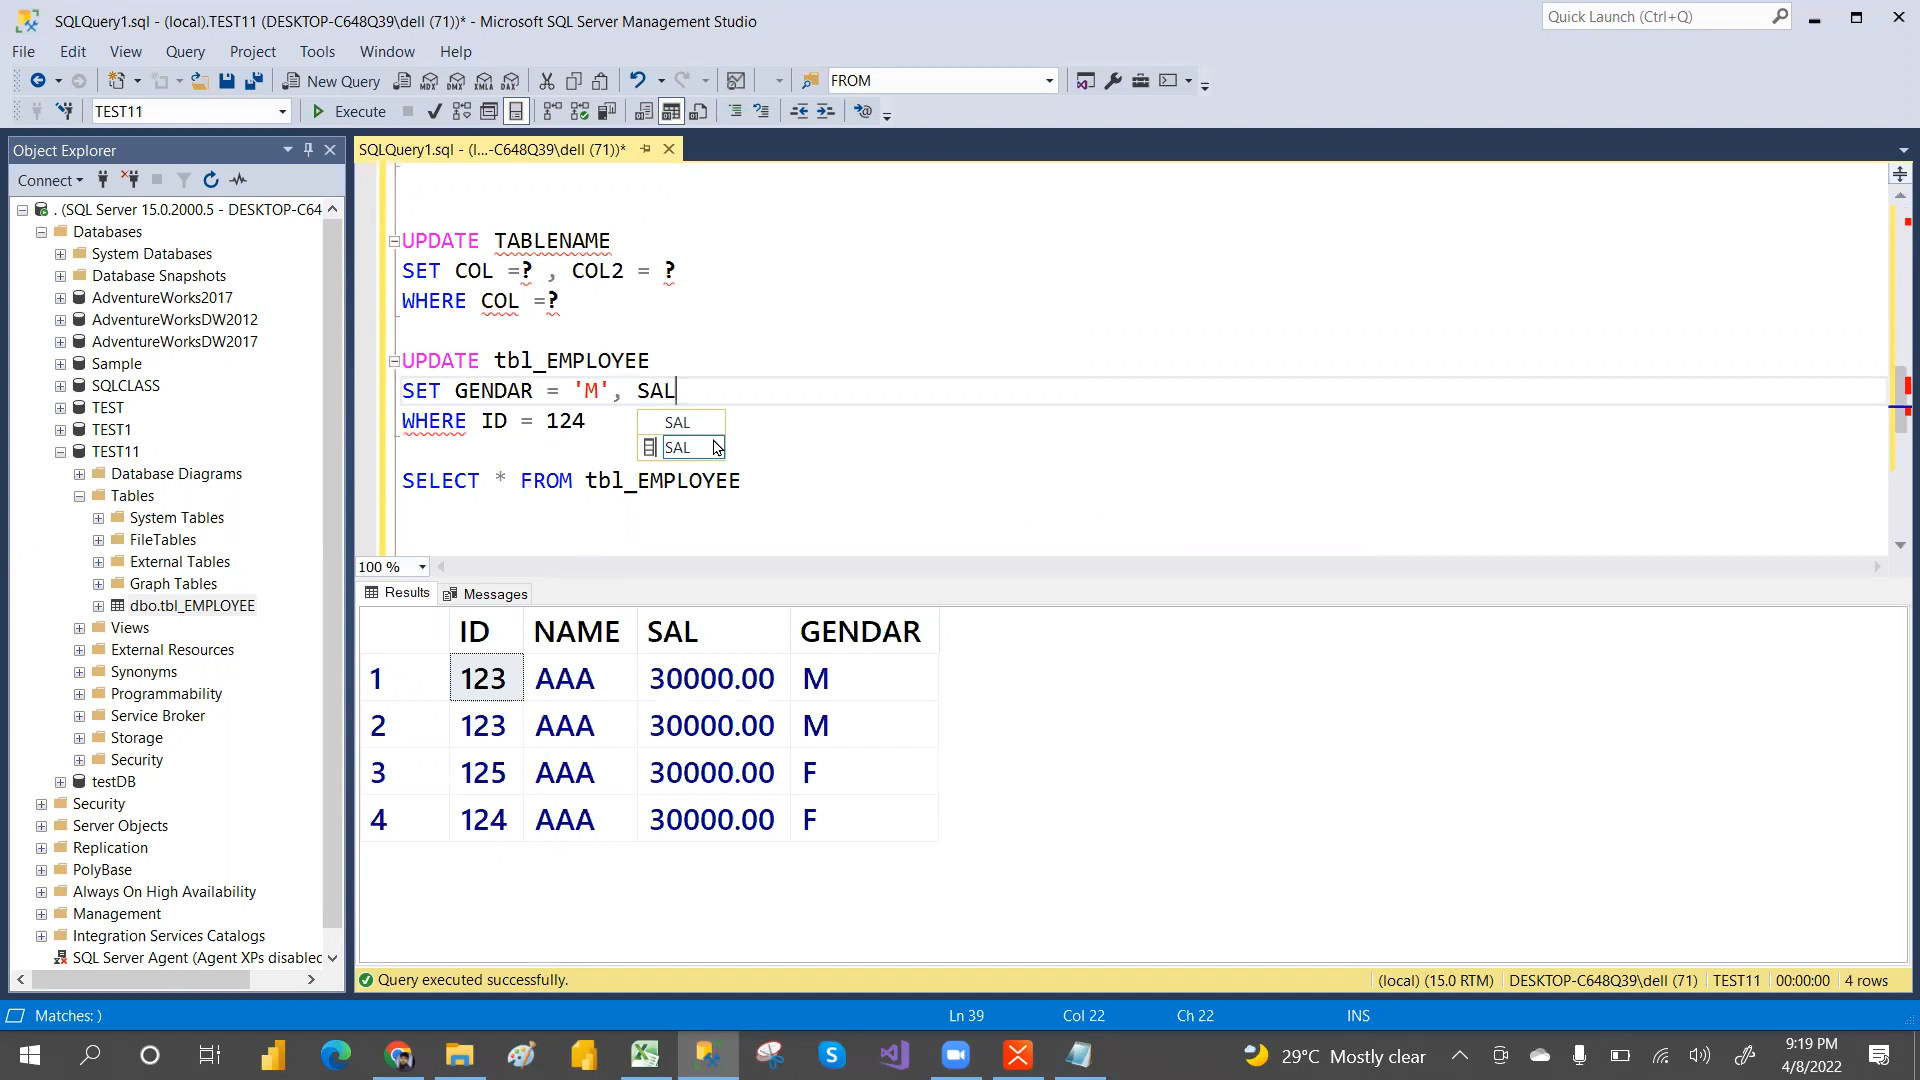 SQLQuery1.sql - (local).TEST11 (DESKTOP-C648Q39\dell (71))* - Microsoft SQL Server Management Studio
Quick Launch (Ctrl+Q)
File Edit View Query Project Tools Window Help
New Query
MDX DMX XMLA DAX
FROM
TEST11
Execute
Object Explorer
SQLQuery1.sql - (l...-C648Q39\dell (71))*
Connect
. (SQL Server 15.0.2000.5 - DESKTOP-C64
Databases
System Databases
Database Snapshots
AdventureWorks2017
AdventureWorksDW2012
AdventureWorksDW2017
Sample
SQLCLASS
TEST
TEST1
TEST11
Database Diagrams
Tables
System Tables
FileTables
External Tables
Graph Tables
dbo.tbl_EMPLOYEE
Views
External Resources
Synonyms
Programmability
Service Broker
Storage
Security
testDB
Security
Server Objects
Replication
PolyBase
Always On High Availability
Management
Integration Services Catalogs
SQL Server Agent (Agent XPs disabled
UPDATE TABLENAME
SET COL =? , COL2 = ?
WHERE COL =?
UPDATE tbl_EMPLOYEE
SET GENDAR = 'M', SAL
WHERE ID = 124
SAL
SAL
SELECT * FROM tbl_EMPLOYEE
100 %
Results Messages
ID NAME SAL GENDAR
1 123 AAA 30000.00 M
2 123 AAA 30000.00 M
3 125 AAA 30000.00 F
4 124 AAA 30000.00 F
Query executed successfully.
(local) (15.0 RTM) DESKTOP-C648Q39\dell (71) TEST11 00:00:00 4 rows
Matches: )
Ln 39 Col 22 Ch 22 INS
29°C Mostly clear
9:19 PM
4/8/2022